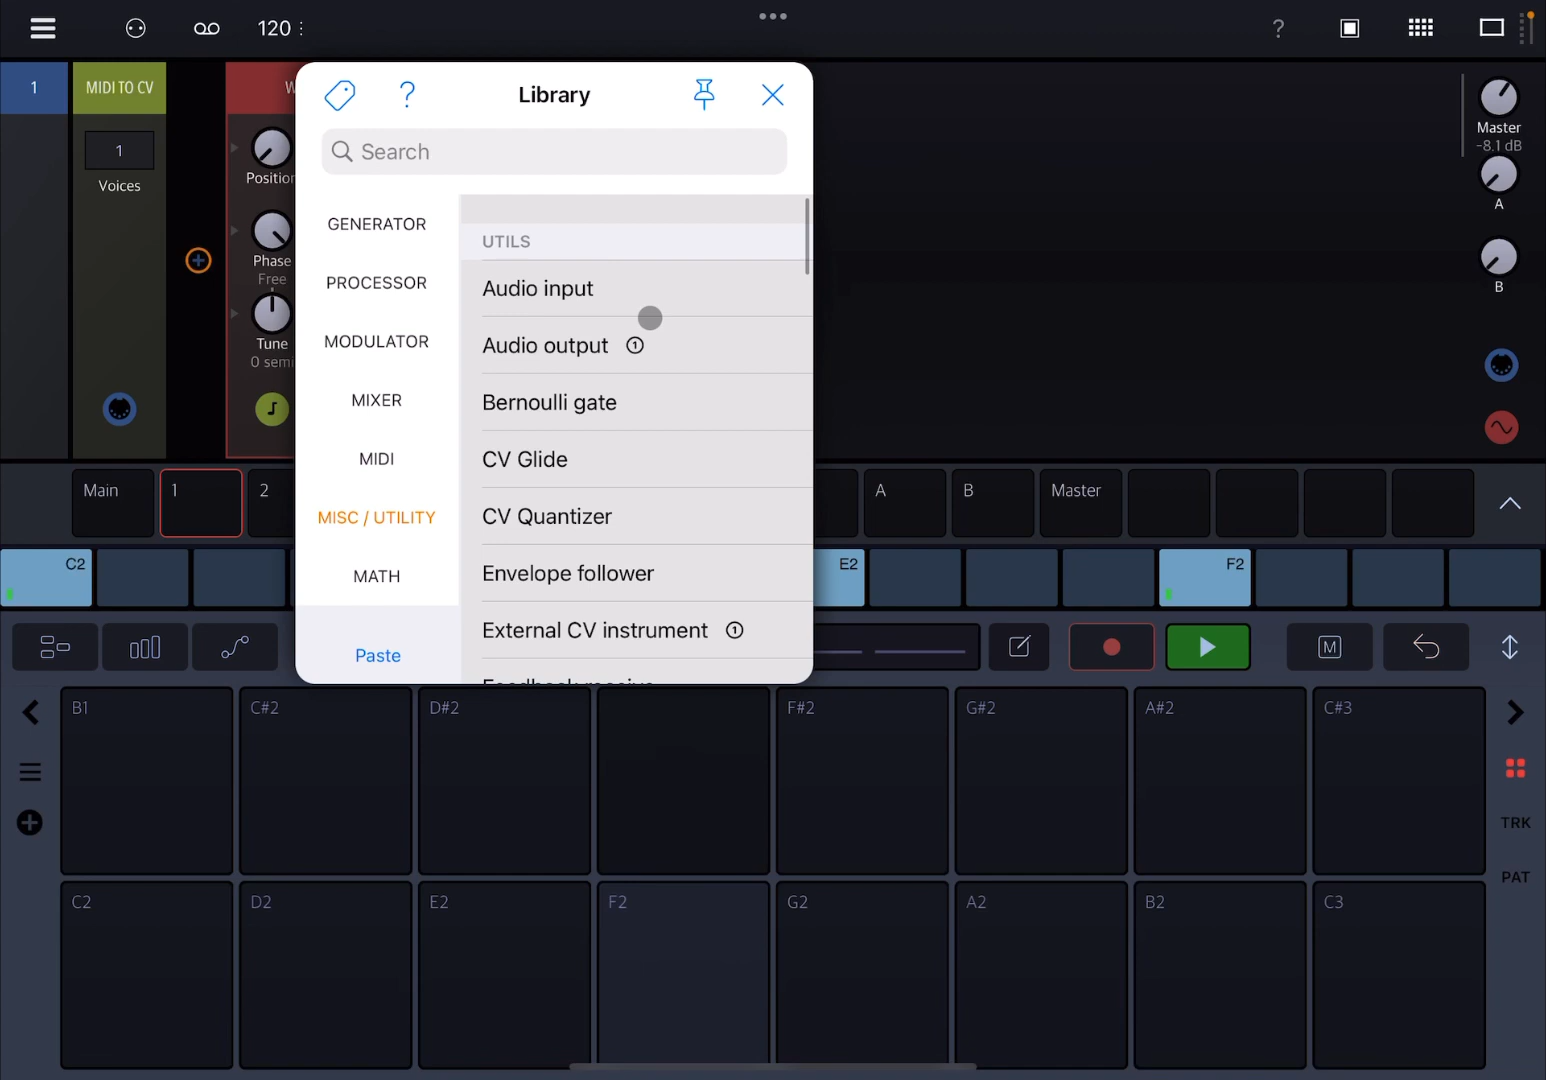 120
?
1
MIDI TO CV
W
?
Library
Search
1
Voices
Position
Phase
Free
Tune
0 semi
GENERATOR
PROCESSOR
MODULATOR
MIXER
MIDI
MISC / UTILITY
MATH
Paste
UTILS
Audio input
Audio output 1
Bernoulli gate
CV Glide
CV Quantizer
Envelope follower
External CV instrument 1
Master
-8.1 dB
A
B
Main
1
2
A
B
Master
C2
E2
F2
M
B1
C#2
D#2
F#2
G#2
A#2
C#3
TRK
PAT
C2
D2
E2
F2
G2
A2
B2
C3